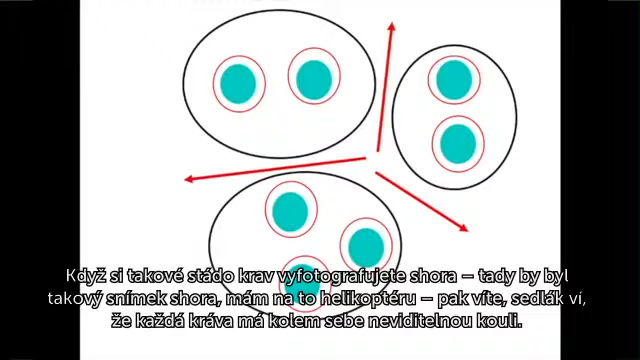 Když si takové stádo krav vyfotografujete shora – tady by byl
takový snímek shora, mám na to helikoptéru – pak víte, sedlák ví,
že každá kráva má kolem sebe neviditelnou kouli.